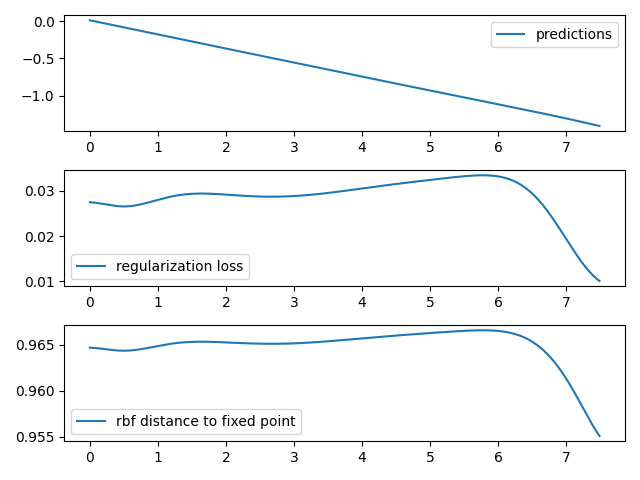 0.0
−0.5
−1.0
predictions
0 1 2 3 4 5 6 7
0.03
0.02
0.01
regularization loss
0 1 2 3 4 5 6 7
0.965
0.960
0.955
rbf distance to fixed point
0 1 2 3 4 5 6 7